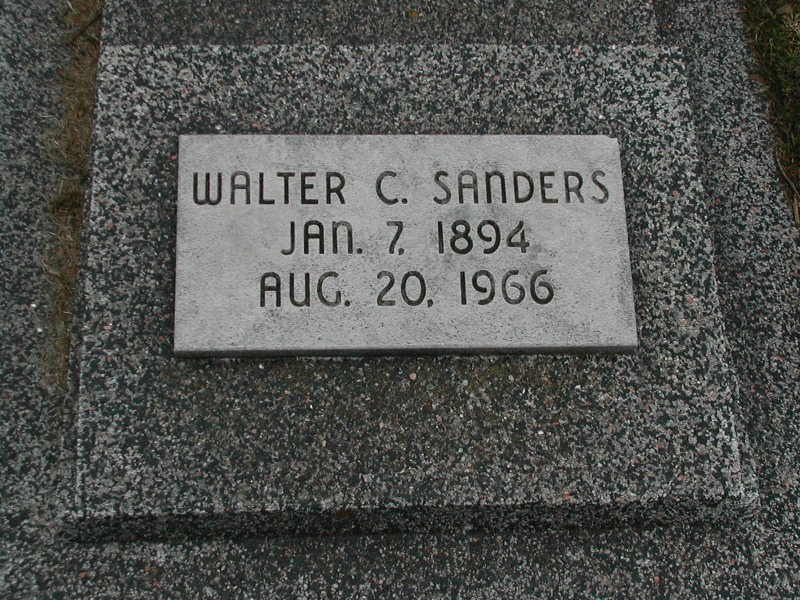 WALTER C. SANDERS
JAN. 7, 1894
AUG. 20, 1966